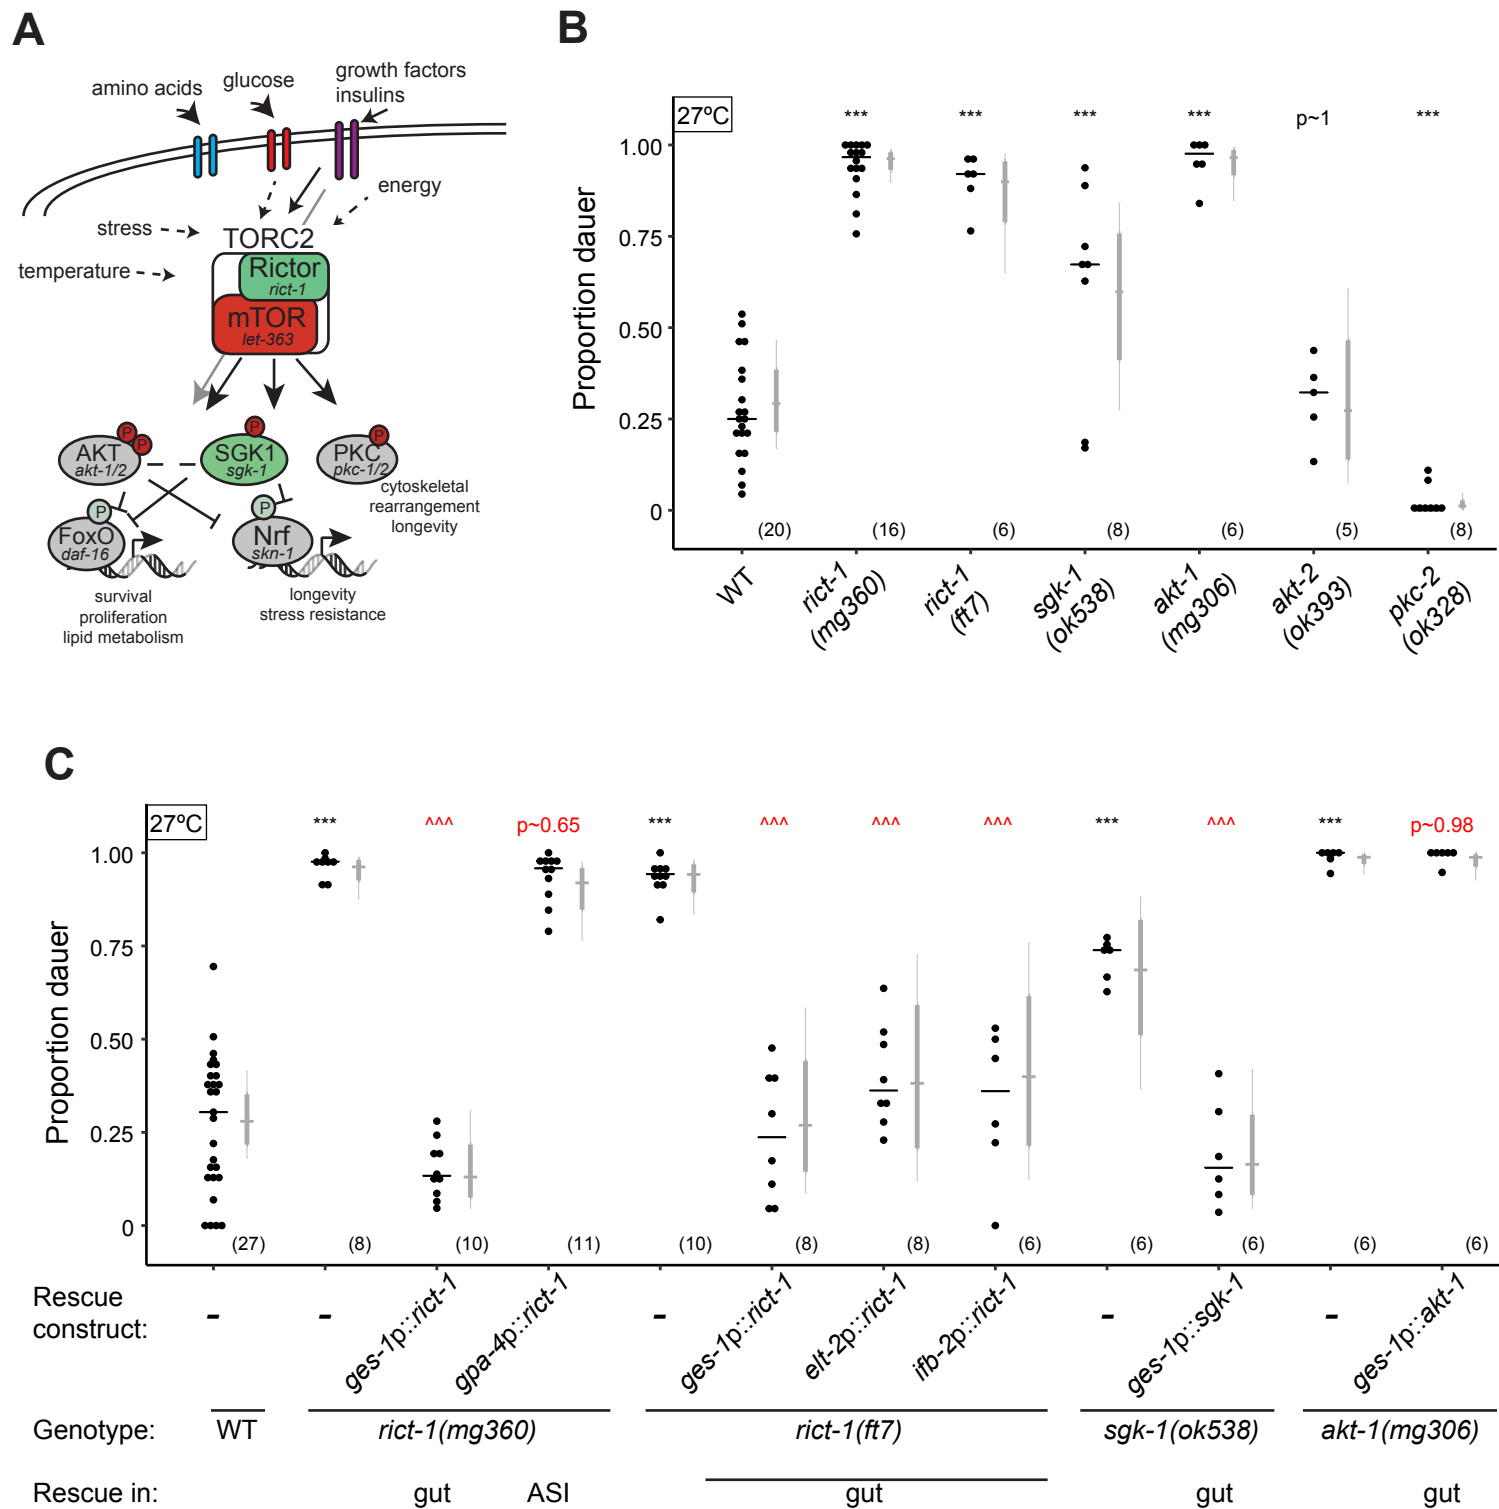 A
amino acids
glucose
growth factors
insulins
energy
stress
TORC2
temperature
Rictor
rict-1
mTOR
let-363
P
P
P
P
AKT
akt-1/2
SGK1
sgk-1
PKC
pkc-1/2
cytoskeletal
rearrangement
longevity
P
P
FoxO
daf-16
Nrf
skn-1
survival
proliferation
lipid metabolism
longevity
stress resistance
B
27ºC
*** *** *** *** p~1 ***
Proportion dauer
1.00
0.75
0.50
0.25
0
(20) (16) (6) (8) (6) (5) (8)
WT
rict-1
(mg360)
rict-1
(ft7)
sgk-1
(ok538)
akt-1
(mg306)
akt-2
(ok393)
pkc-2
(ok328)
C
27ºC
*** ^^^ p~0.65 *** ^^^ ^^^ ^^^ *** ^^^ *** p~0.98
Proportion dauer
1.00
0.75
0.50
0.25
0
(27) (8) (10) (11) (10) (8) (8) (6) (6) (6) (6) (6)
Rescue
construct:
- - ges-1p::rict-1 gpa-4p::rict-1 - ges-1p::rict-1 elt-2p::rict-1 ifb-2p::rict-1 - ges-1p::sgk-1 - ges-1p::akt-1
Genotype: WT rict-1(mg360) rict-1(ft7) sgk-1(ok538) akt-1(mg306)
Rescue in: gut ASI gut gut gut